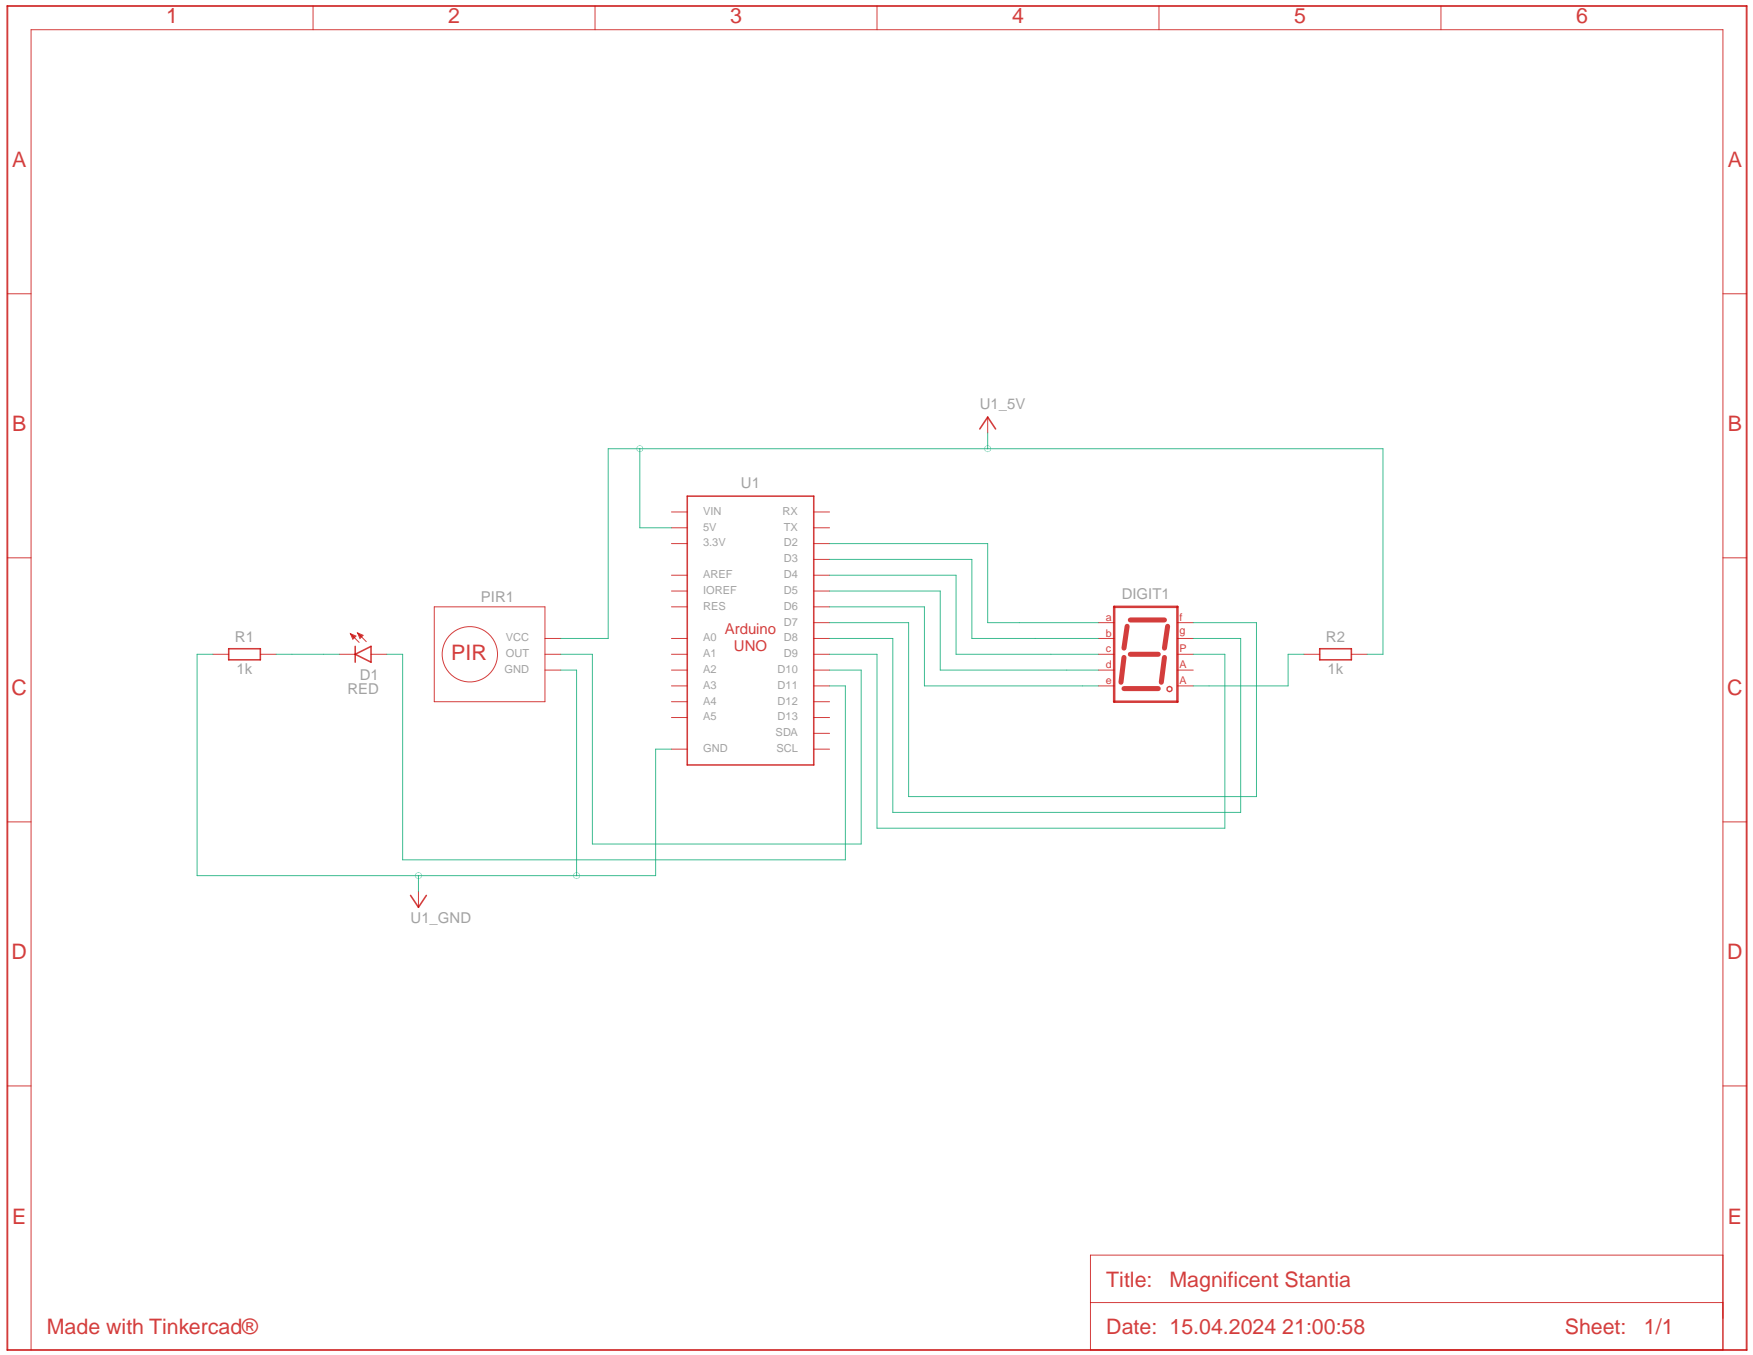 1 2 3 4 5 6
A A
U1_5V
B B
U1
VIN RX
5V TX
3.3V D2
D3
AREF D4
IOREF D5
RES D6
D7
A0 D8
A1 D9
A2 D10
A3 D11
A4 D12
A5 D13
SDA
GND SCL
Arduino
UNO
PIR1
PIR
VCC
OUT
GND
R1
1k
D1
RED
DIGIT1
a f
b g
c P
d A
e A
R2
1k
C C
U1_GND
D D
E E
Title: Magnificent Stantia
Made with Tinkercad®
Date: 15.04.2024 21:00:58 Sheet: 1/1